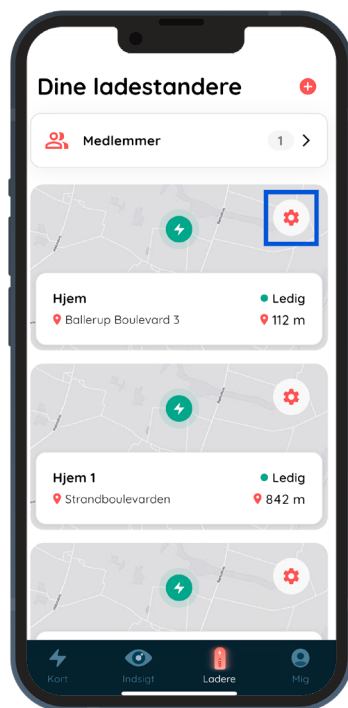 Dine ladestandere
Medlemmer 1
Hjem Ledig
Ballerup Boulevard 3 112 m
Hjem 1 Ledig
Strandboulevarden 842 m
Kort Indsigt Ladere Mig